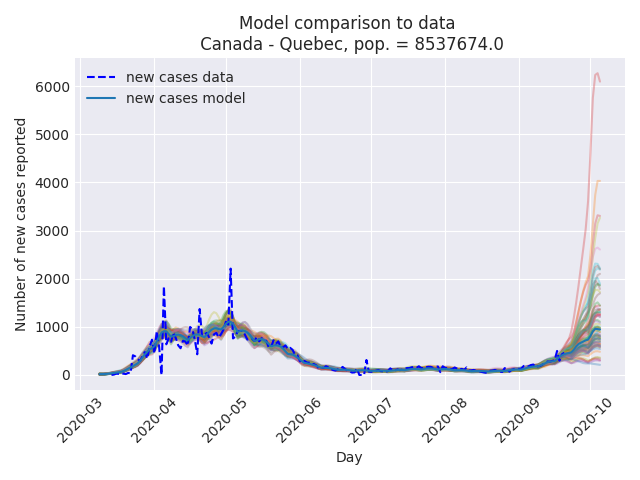 Model comparison to data
Canada - Quebec, pop. = 8537674.0
new cases data
new cases model
Number of new cases reported
6000
5000
4000
3000
2000
1000
0
2020-03
2020-04
2020-05
2020-06
2020-07
2020-08
2020-09
2020-10
Day